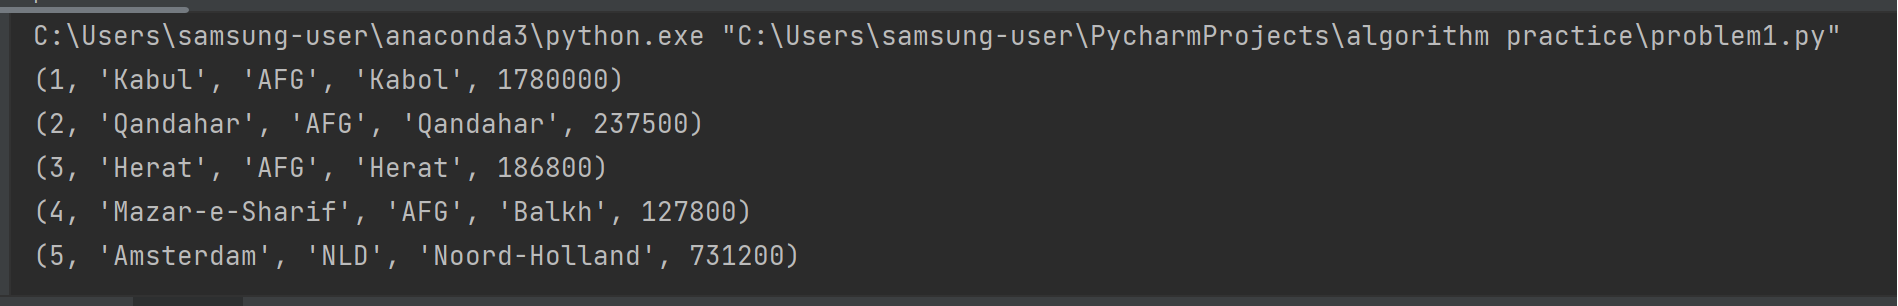 C:\Users\samsung-user\anaconda3\python.exe "C:\Users\samsung-user\PycharmProjects\algorithm practice\problem1.py"
(1, 'Kabul', 'AFG', 'Kabol', 1780000)
(2, 'Qandahar', 'AFG', 'Qandahar', 237500)
(3, 'Herat', 'AFG', 'Herat', 186800)
(4, 'Mazar-e-Sharif', 'AFG', 'Balkh', 127800)
(5, 'Amsterdam', 'NLD', 'Noord-Holland', 731200)